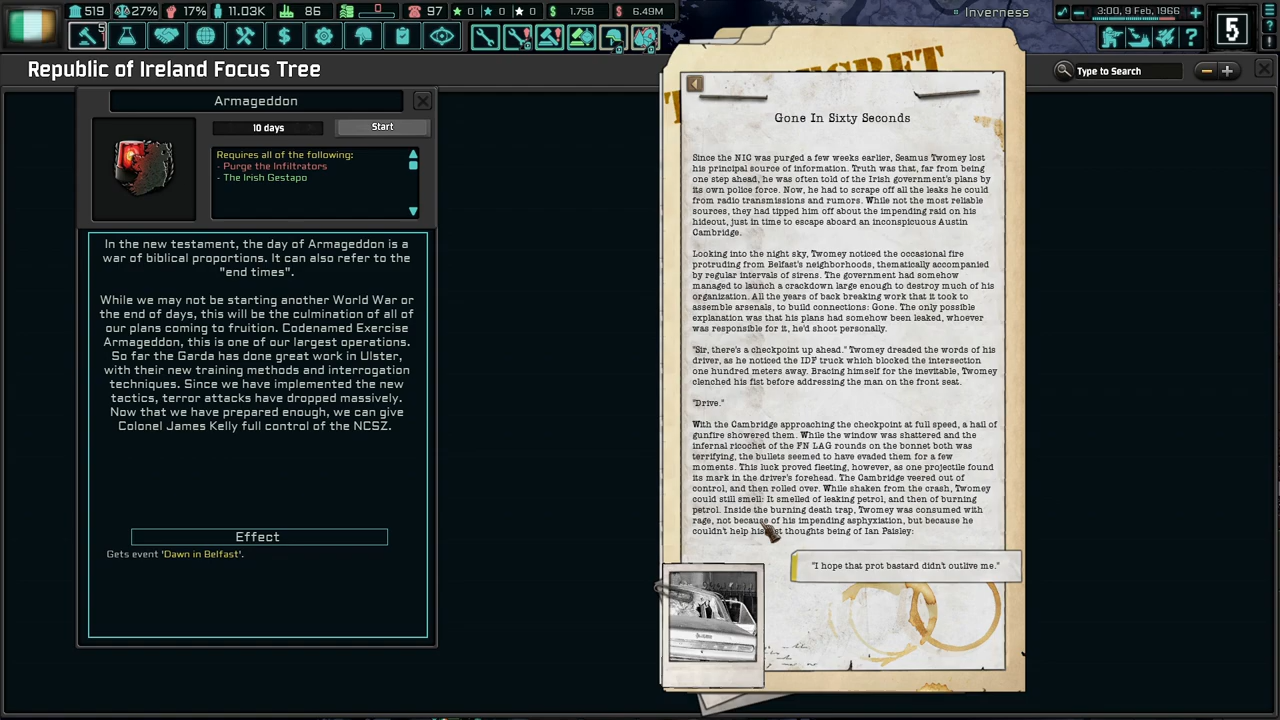 519 27% 17% 11.03K 86 97 0 0 0 1.75B 6.49M
Inverness
3:00, 9 Feb, 1966
5
5
Republic of Ireland Focus Tree
Type to Search
Armageddon
10 days
Start
Requires all of the following:
- Purge the Infiltrators
- The Irish Gestapo
In the new testament, the day of Armageddon is a
war of biblical proportions. It can also refer to the
"end times".
While we may not be starting another World War or
the end of days, this will be the culmination of all of
our plans coming to fruition. Codenamed Exercise
Armageddon, this is one of our largest operations.
So far the Garda has done great work in Ulster,
with their new training methods and interrogation
techniques. Since we have implemented the new
tactics, terror attacks have dropped massively.
Now that we have prepared enough, we can give
Colonel James Kelly full control of the NCSZ.
Effect
Gets event 'Dawn in Belfast'.
Gone In Sixty Seconds
Since the NIC was purged a few weeks earlier, Seamus Twomey lost
his principal source of information. Truth was that, far from being
one step ahead, he was often told of the Irish government's plans by
its own police force. Now, he had to scrape off all the leaks he could
from radio transmissions and rumors. While not the most reliable
sources, they had tipped him off about the impending raid on his
hideout, just in time to escape aboard an inconspicuous Austin
Cambridge.
Looking into the night sky, Twomey noticed the occasional fire
protruding from Belfast's neighborhoods, thematically accompanied
by regular intervals of sirens. The government had somehow
managed to launch a crackdown large enough to destroy much of his
organization. All the years of back breaking work that it took to
assemble arsenals, to build connections: Gone. The only possible
explanation was that his plans had somehow been leaked, whoever
was responsible for it, he'd shoot personally.
"Sir, there's a checkpoint up ahead." Twomey dreaded the words of his
driver, as he noticed the IDF truck which blocked the intersection
one hundred meters away. Bracing himself for the inevitable, Twomey
clenched his fist before addressing the man on the front seat.
"Drive."
With the Cambridge approaching the checkpoint at full speed, a hail of
gunfire showered them. While the window was shattered and the
infernal ricochet of the FN LAG rounds on the bonnet both was
terrifying, the bullets seemed to have evaded them for a few
moments. This luck proved fleeting, however, as one projectile found
its mark in the driver's forehead. The Cambridge veered out of
control, and then rolled over. While shaken from the crash, Twomey
could still smell: It smelled of leaking petrol, and then of burning
petrol. Inside the burning death trap, Twomey was consumed with
rage, not because of his impending asphyxiation, but because he
couldn't help his st thoughts being of Ian Paisley:
"I hope that prot bastard didn't outlive me."